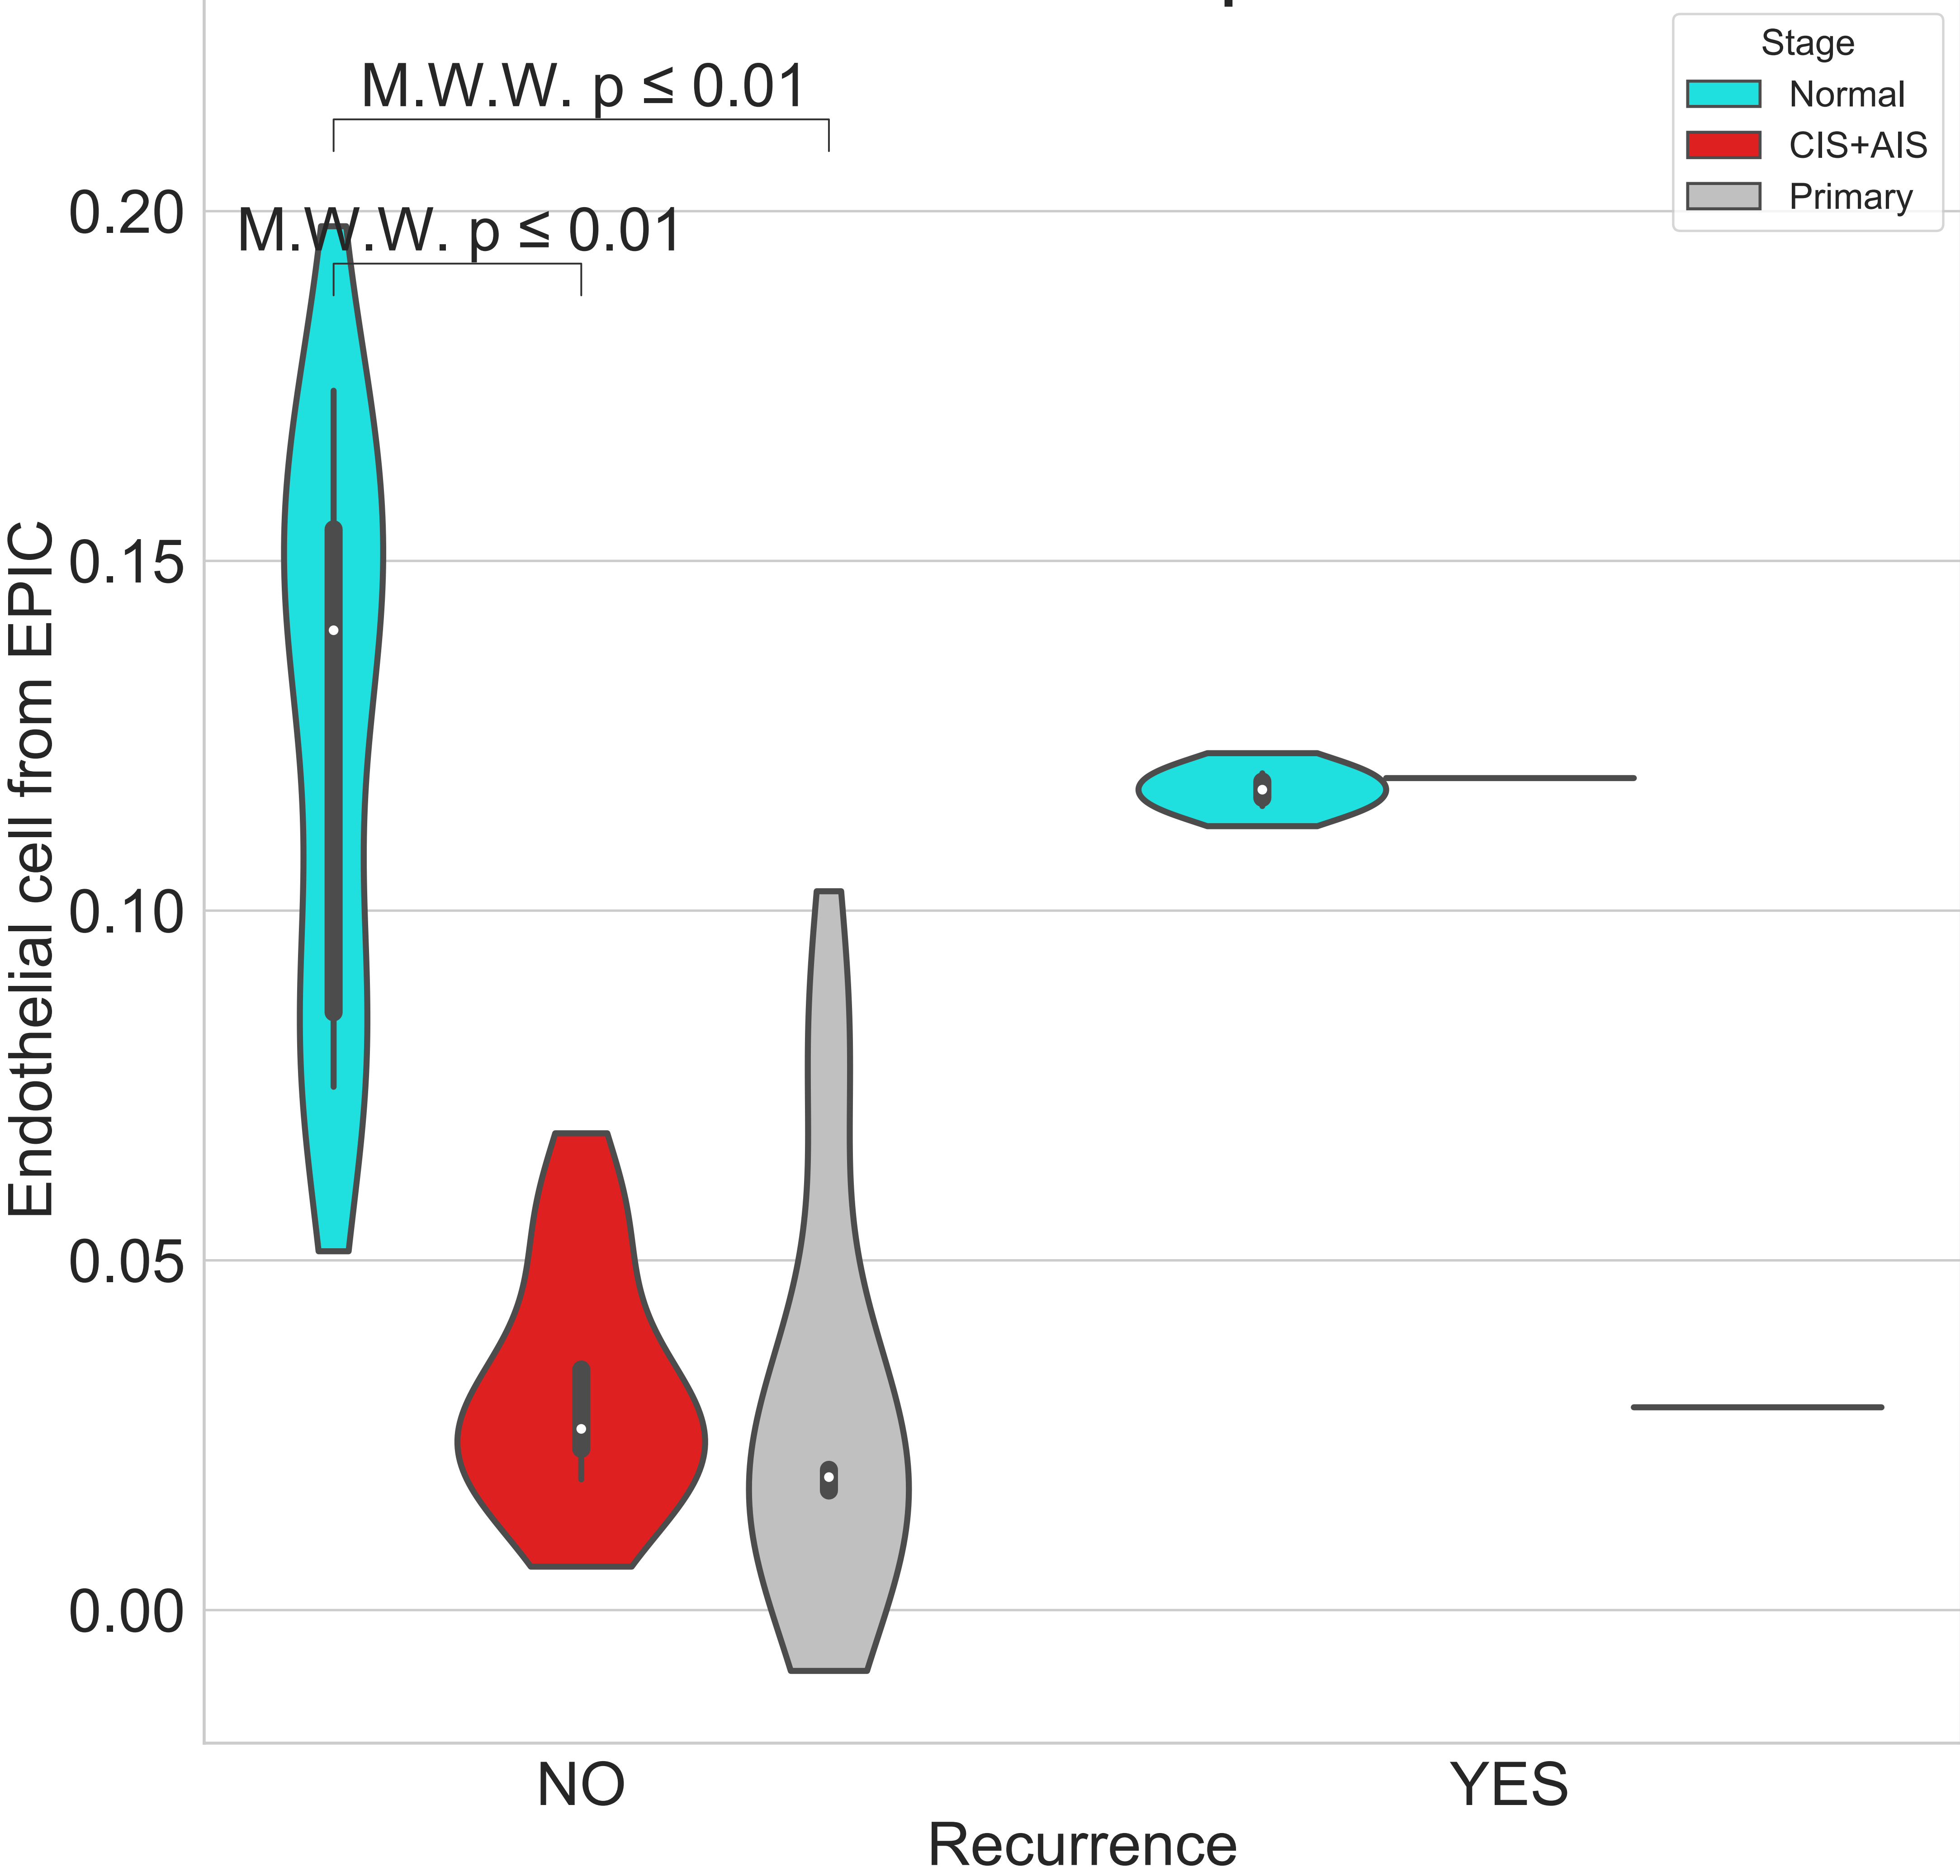 M.W.W. p ≤ 0.01
M.W.W. p ≤ 0.01
Stage
Normal
CIS+AIS
Primary
Endothelial cell from EPIC
0.20
0.15
0.10
0.05
0.00
NO
YES
Recurrence